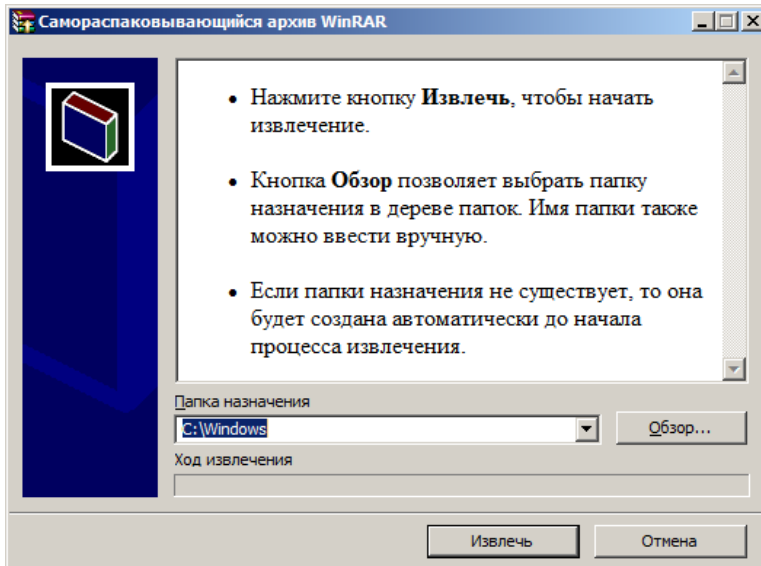 Самораспаковывающийся архив WinRAR
Нажмите кнопку Извлечь, чтобы начать
извлечение.
Кнопка Обзор позволяет выбрать папку
назначения в дереве папок. Имя папки также
можно ввести вручную.
Если папки назначения не существует, то она
будет создана автоматически до начала
процесса извлечения.
Папка назначения
C:\Windows
Обзор...
Ход извлечения
Извлечь
Отмена